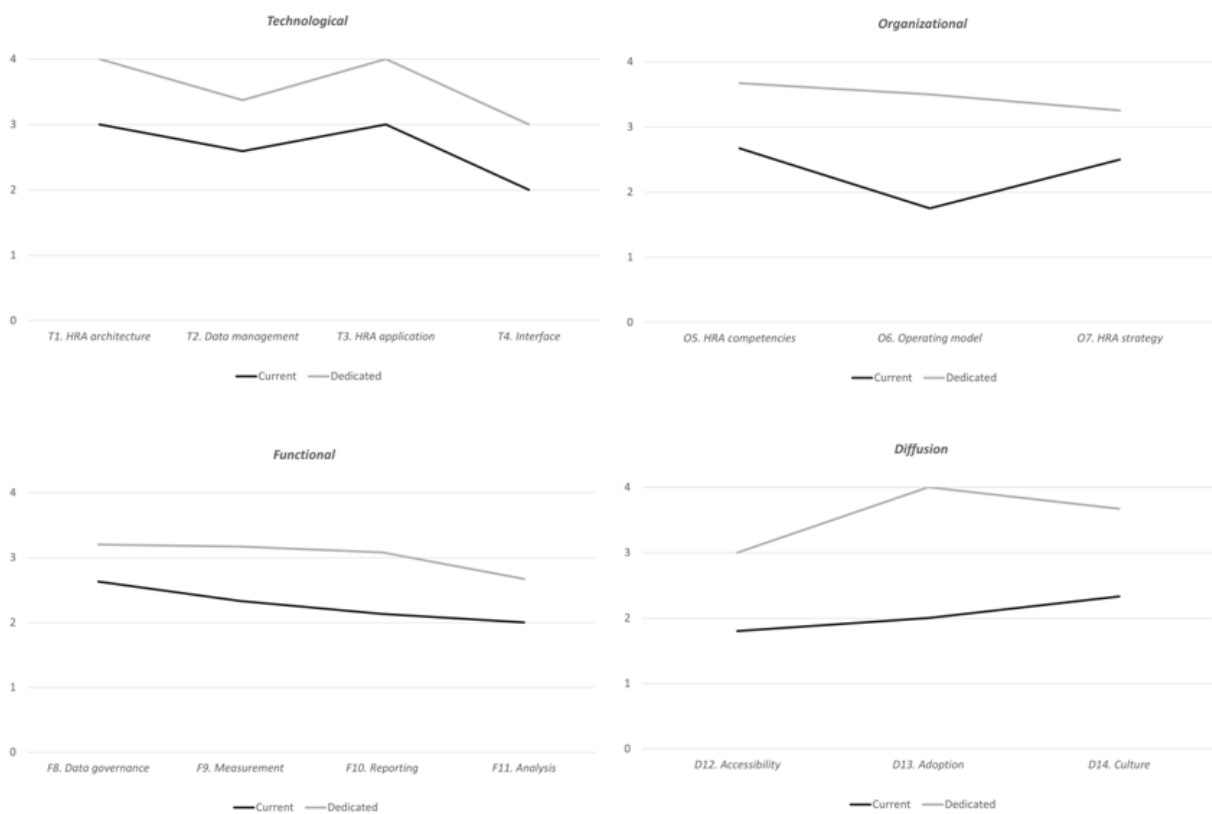 Technological
4
3
2
1
0
T1. HRA architecture T2. Data management T3. HRA application T4. Interface
Current Dedicated
Organizational
4
3
2
1
0
O5. HRA competencies O6. Operating model O7. HRA strategy
Current Dedicated
Functional
4
3
2
1
0
F8. Data governance F9. Measurement F10. Reporting F11. Analysis
Current Dedicated
Diffusion
4
3
2
1
0
D12. Accessibility D13. Adoption D14. Culture
Current Dedicated